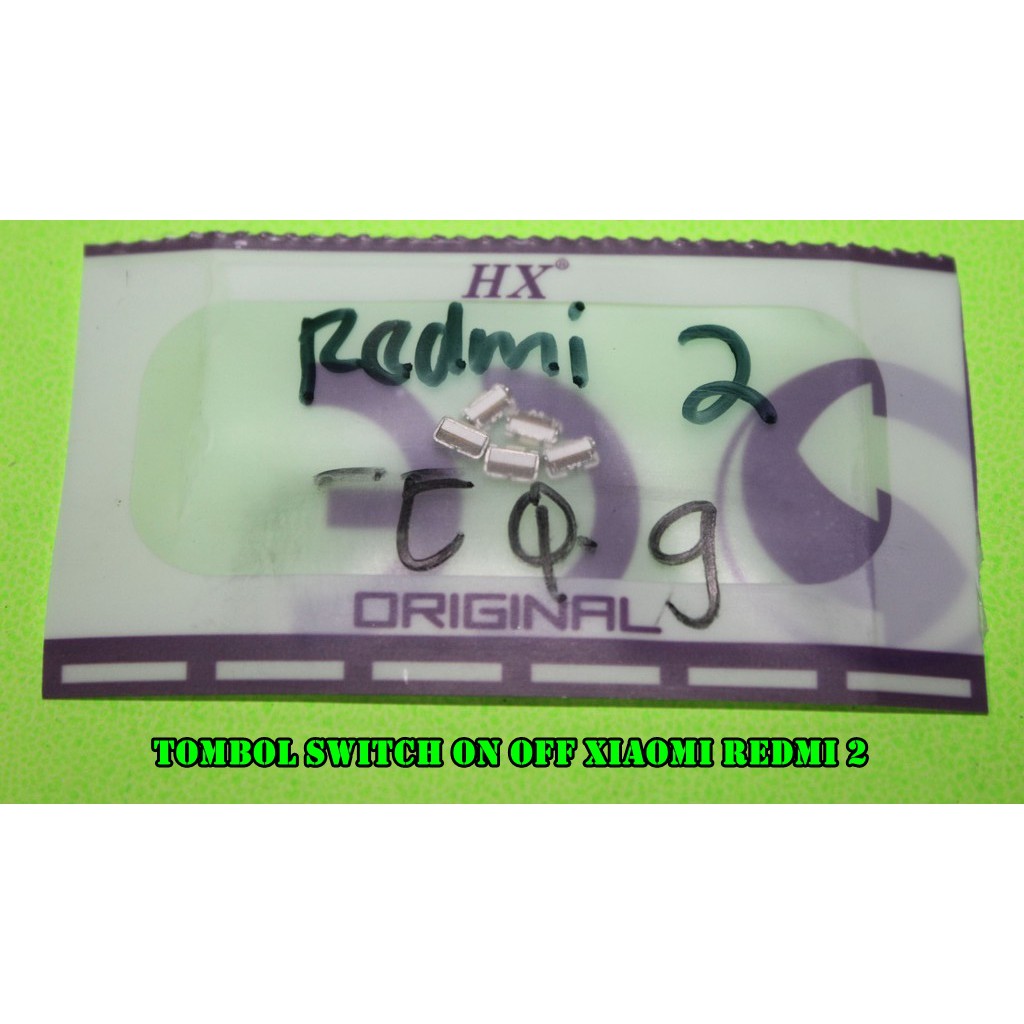 HX®
Redmi 2
ORIGINAL
TOMBOL SWITCH ON OFF XIAOMI REDMI 2